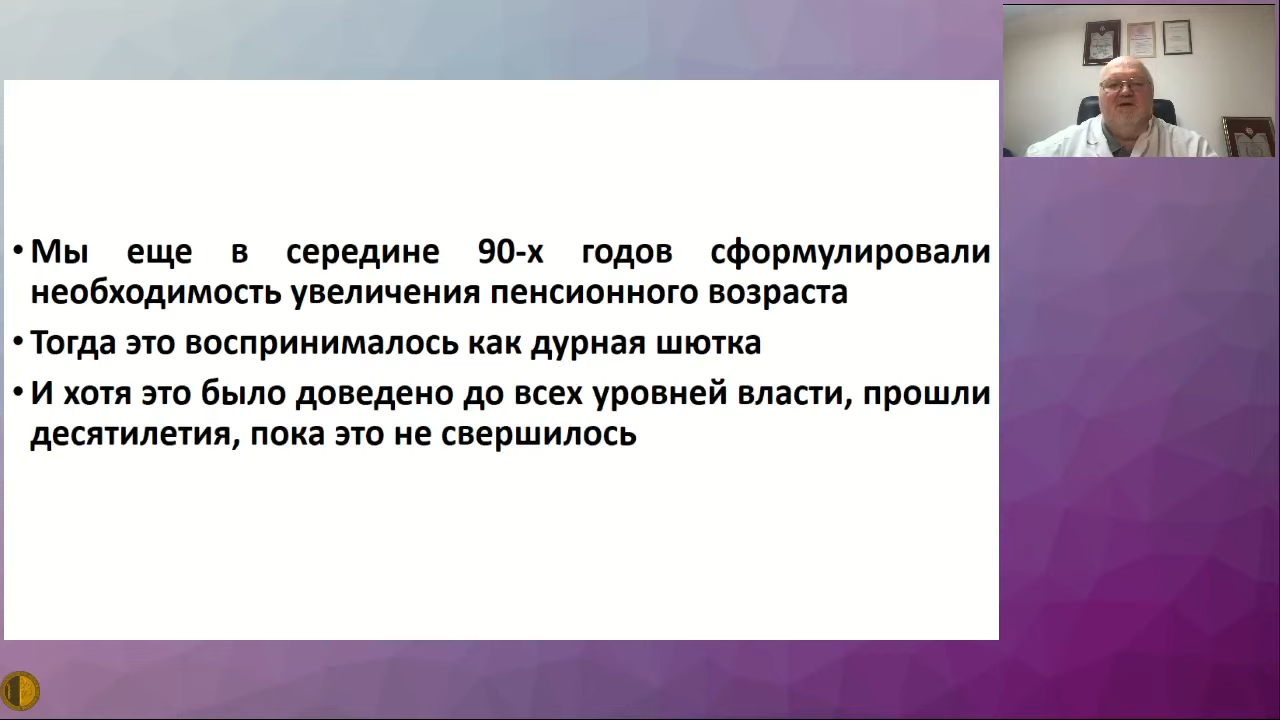 • Мы еще в середине 90-х годов сформулировали
необходимость увеличения пенсионного возраста
• Тогда это воспринималось как дурная шютка
• И хотя это было доведено до всех уровней власти, прошли
десятилетия, пока это не свершилось